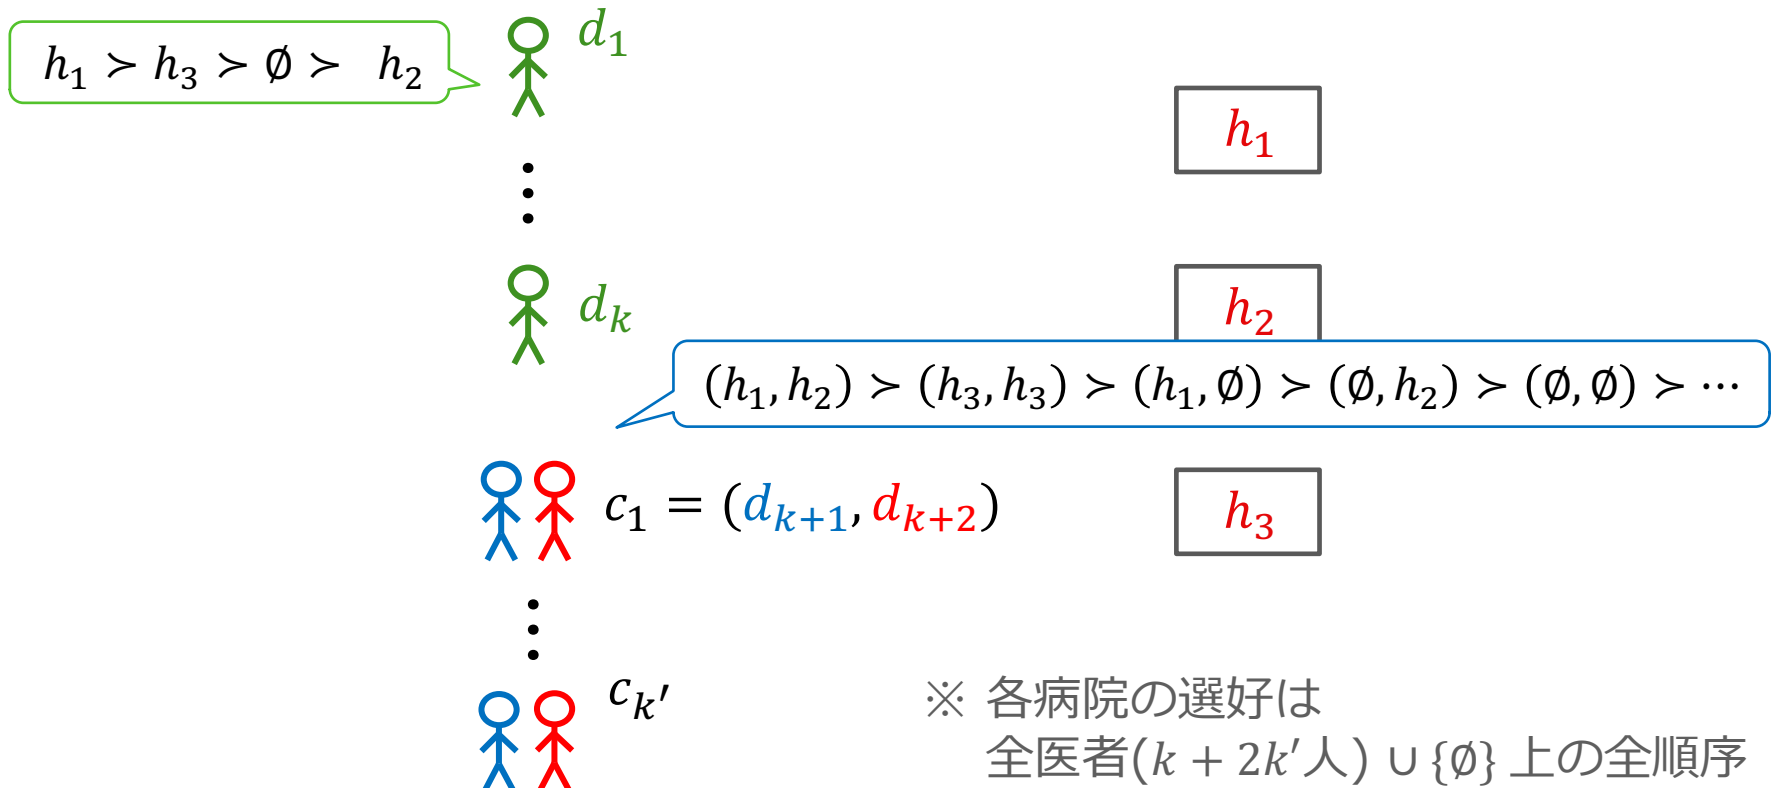 d₁
h₁ ≻ h₃ ≻ ∅ ≻ h₂
h₁
⋮
d_k
h₂
(h₁, h₂) ≻ (h₃, h₃) ≻ (h₁, ∅) ≻ (∅, h₂) ≻ (∅, ∅) ≻ ⋯
c₁ = (d_{k+1}, d_{k+2})
h₃
⋮
c_{k′}
※ 各病院の選好は
全医者(k + 2k′人) ∪ {∅} 上の全順序